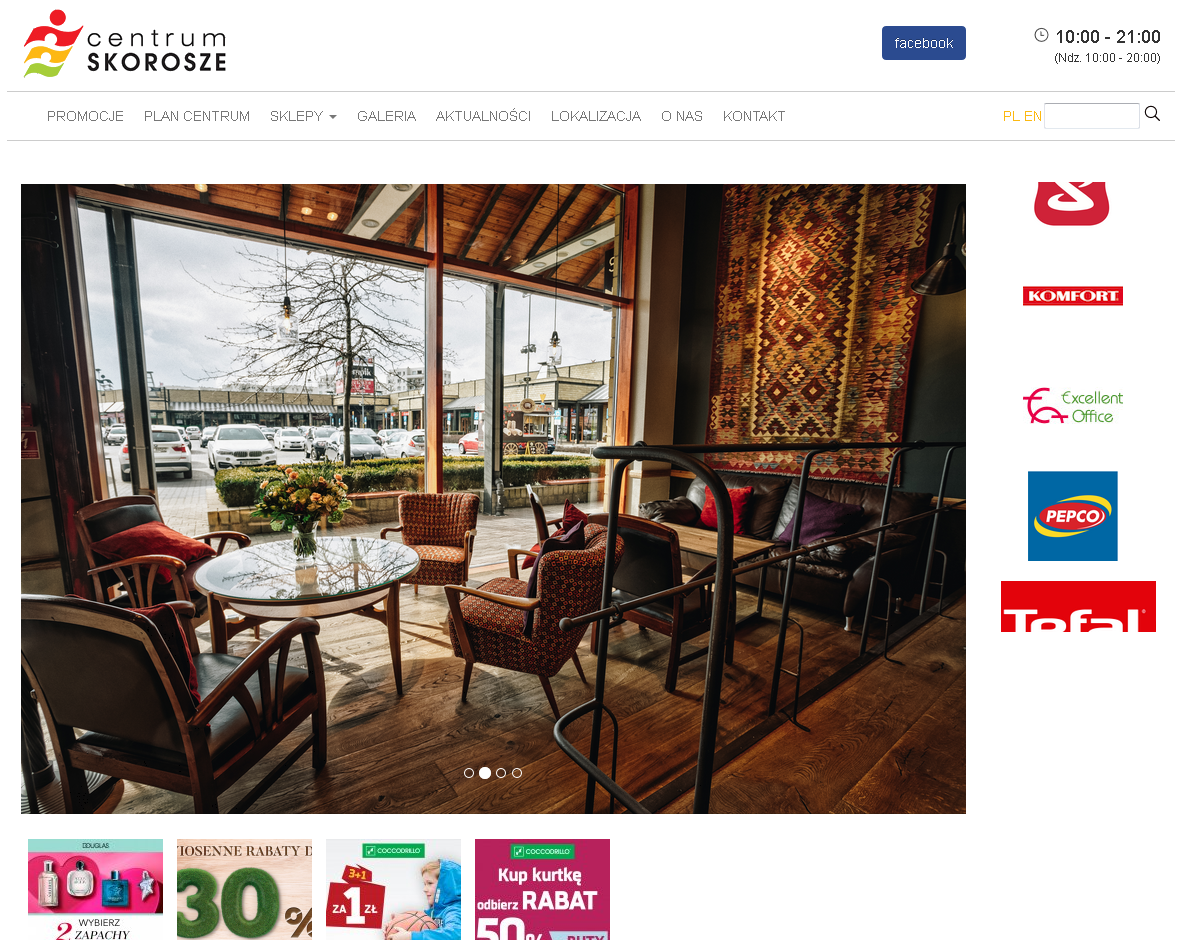 centrum
SKOROSZE
facebook
10:00 - 21:00
(Ndz. 10:00 - 20:00)
PROMOCJE PLAN CENTRUM SKLEPY GALERIA AKTUALNOŚCI LOKALIZACJA O NAS KONTAKT
PL EN
KOMFORT
Excellent
Office
PEPCO
Tefal
DOUGLAS
WYBIERZ
2 ZAPACHY
IOSENNE RABATY D
30%
COCCODRILLO
3+1
ZA 1 ZŁ
COCCODRILLO
Kup kurtkę
odbierz RABAT
50%
BUTY